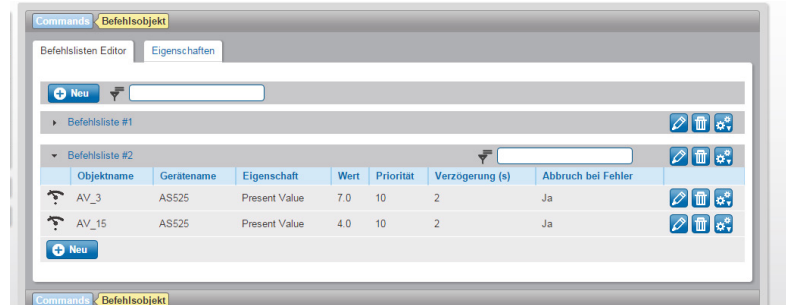 Commands Befehlsobjekt
Befehlslisten Editor Eigenschaften
Neu
Befehlsliste #1
Befehlsliste #2
Objektname Gerätename Eigenschaft Wert Priorität Verzögerung (s) Abbruch bei Fehler
AV_3 AS525 Present Value 7.0 10 2 Ja
AV_15 AS525 Present Value 4.0 10 2 Ja
Neu
Commands Befehlsobjekt